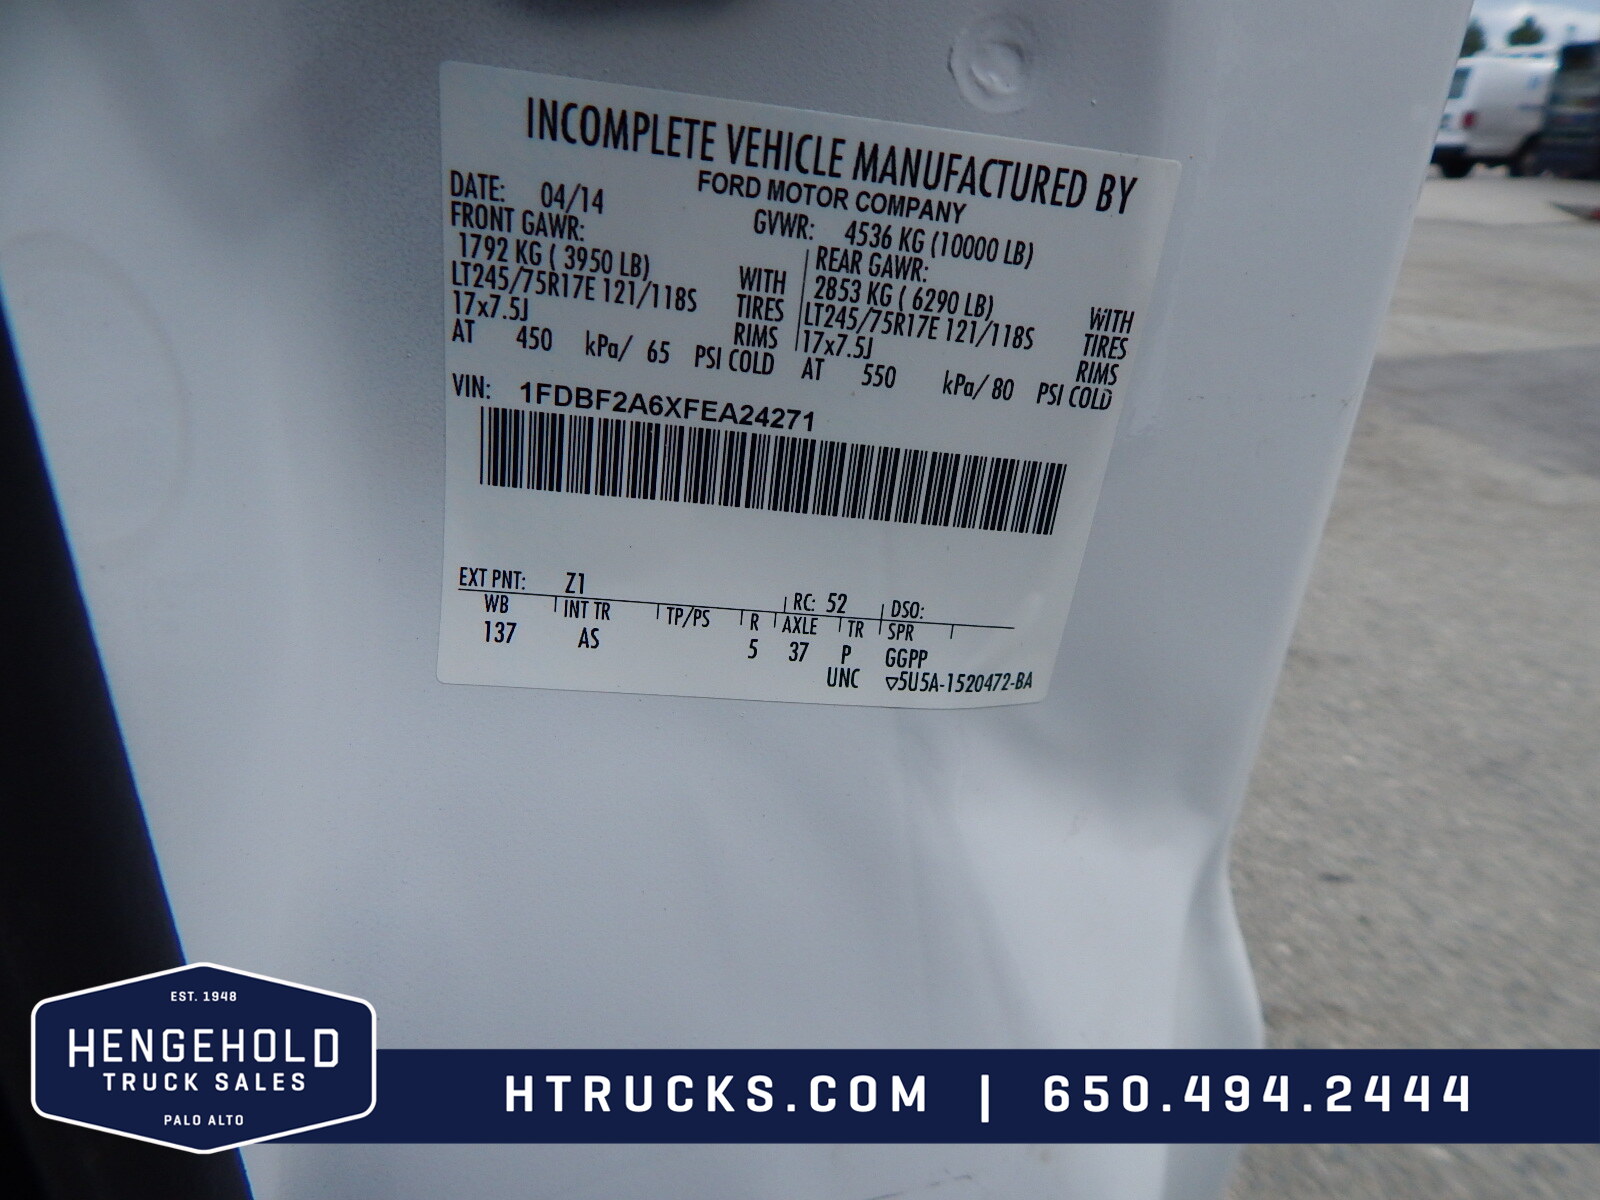 INCOMPLETE VEHICLE MANUFACTURED BY
FORD MOTOR COMPANY
DATE: 04/14 GVWR: 4536 KG (10000 LB)
FRONT GAWR: REAR GAWR:
1792 KG ( 3950 LB) WITH 2853 KG ( 6290 LB) WITH
LT245/75R17E 121/118S TIRES LT245/75R17E 121/118S TIRES
17x7.5J RIMS 17x7.5J RIMS
AT 450 kPa/ 65 PSI COLD AT 550 kPa/ 80 PSI COLD
VIN: 1FDBF2A6XFEA24271
EXT PNT: Z1 RC: 52 DSO:
WB INT TR TP/PS R AXLE TR SPR
137 AS 5 37 P GGPP
UNC ▽5U5A-1520472-BA
EST. 1948
HENGEHOLD
TRUCK SALES
PALO ALTO
HTRUCKS.COM | 650.494.2444